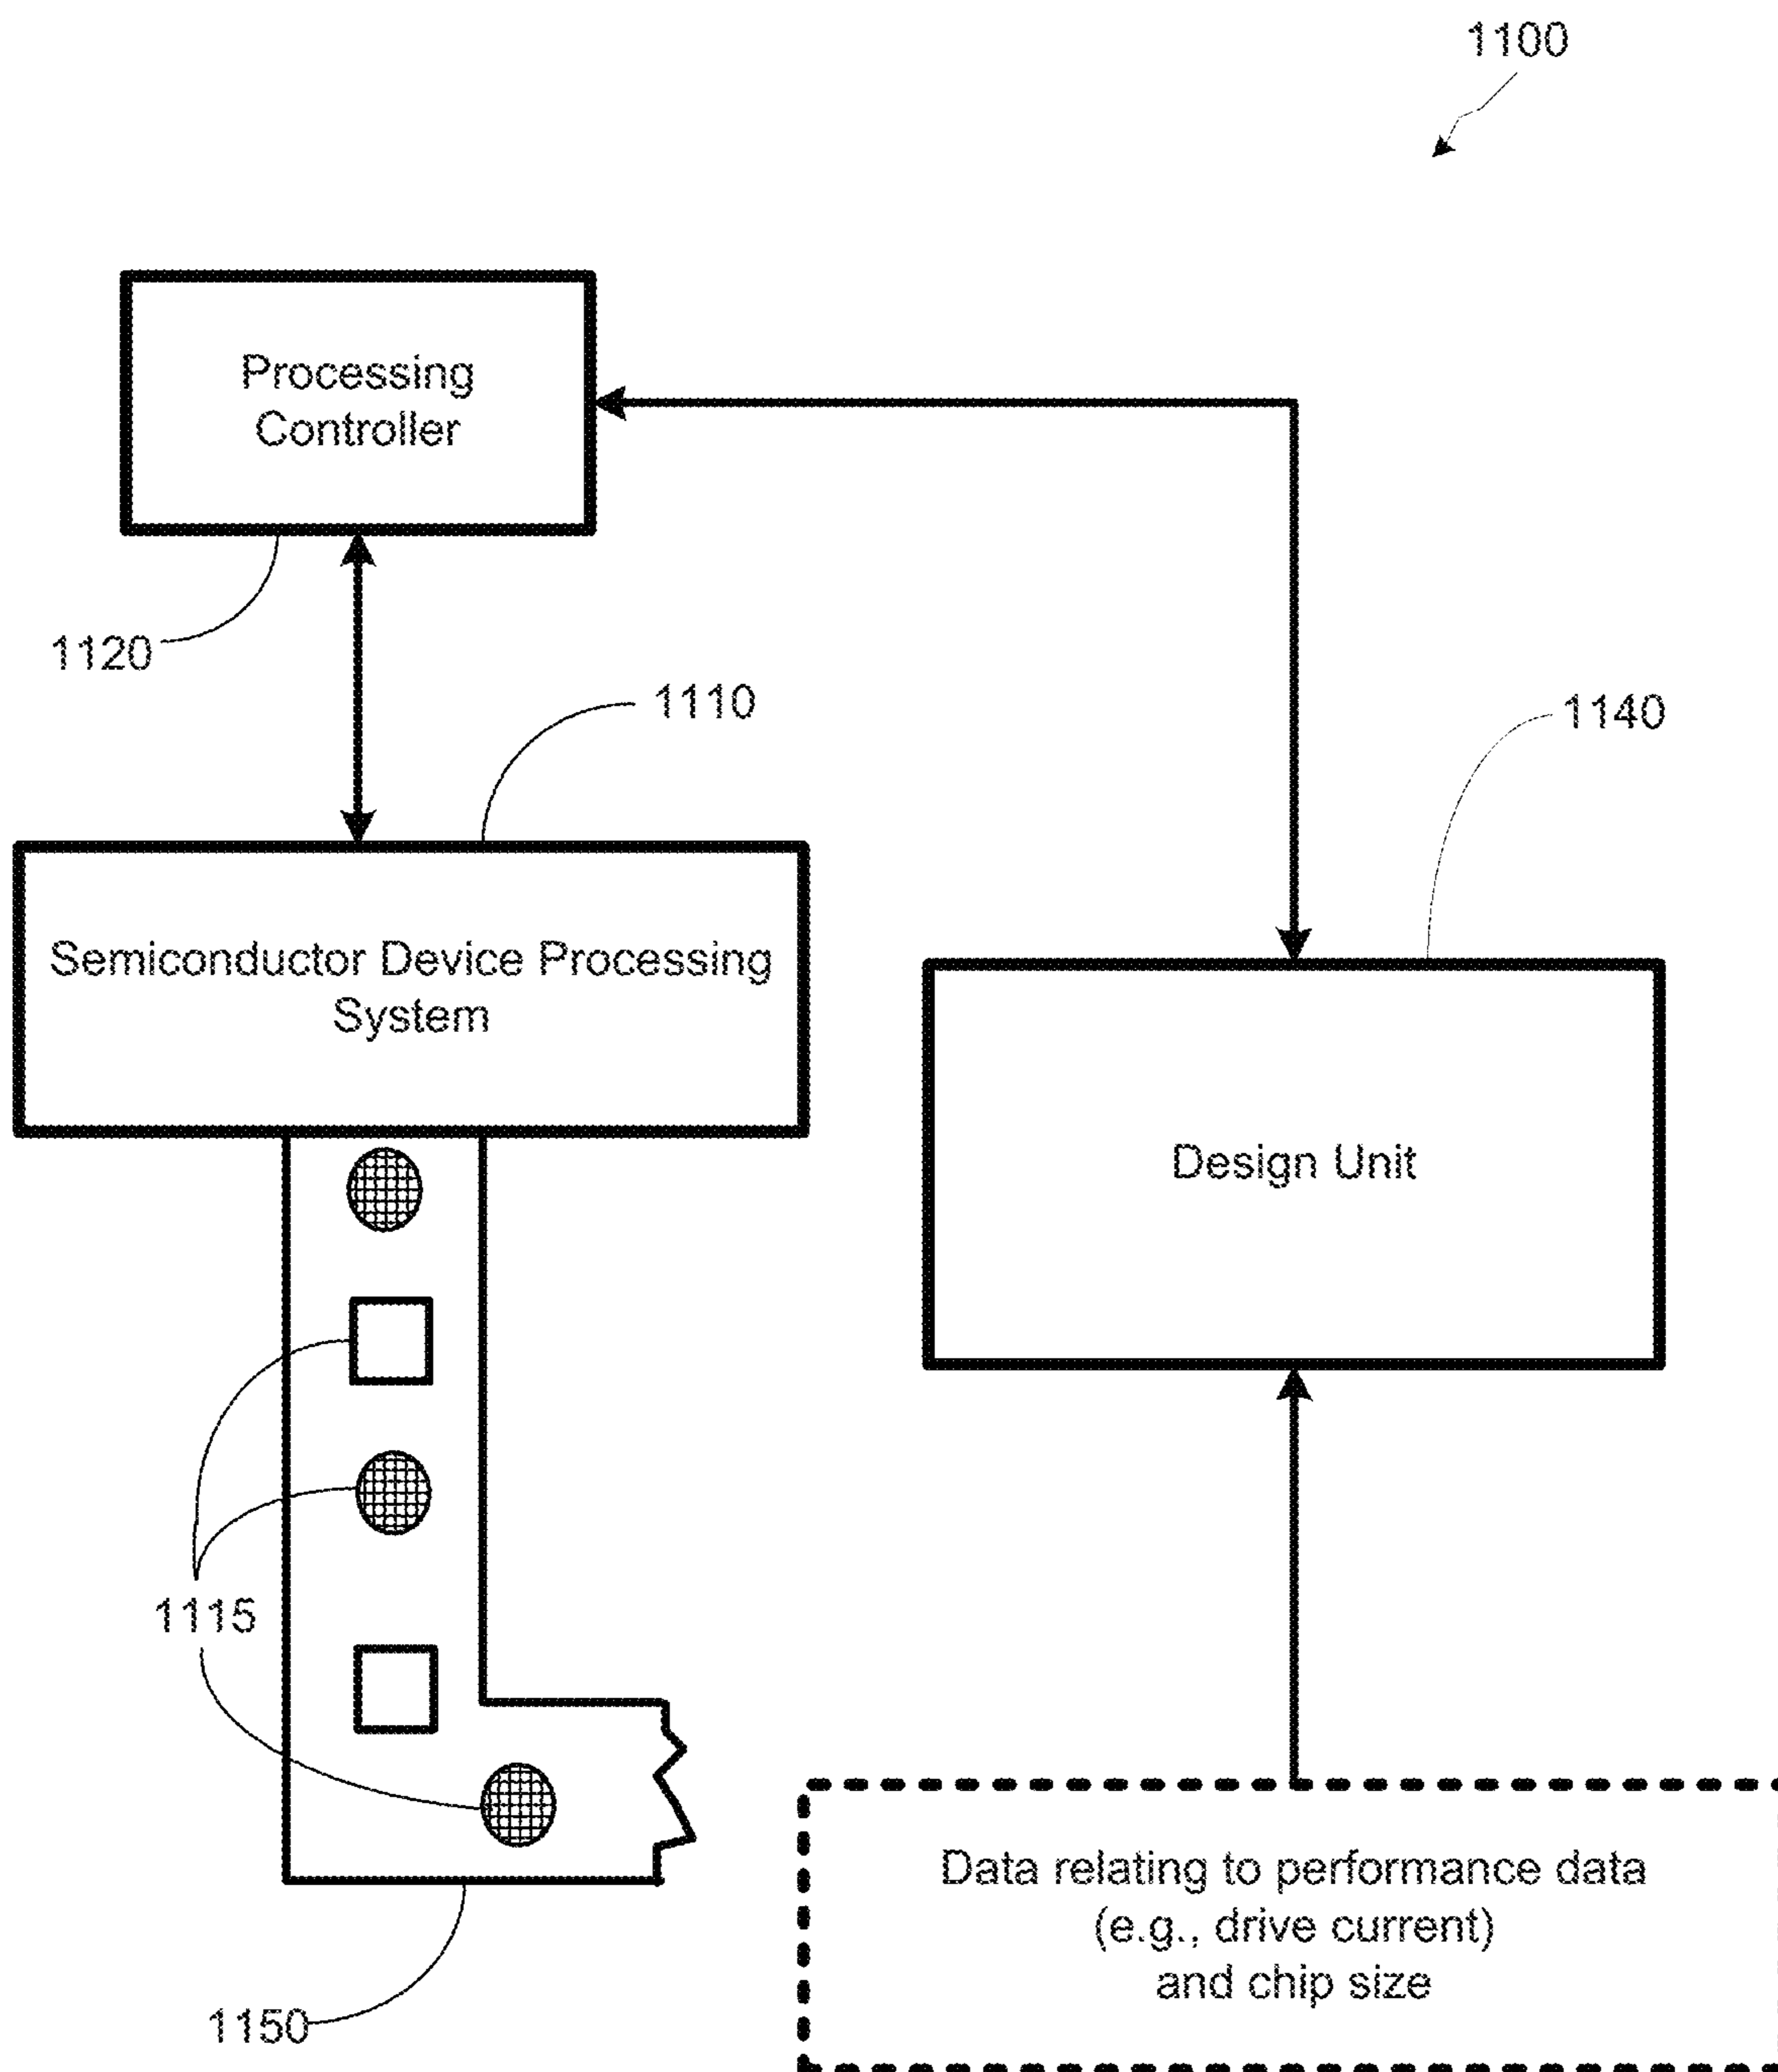 1100
Processing
Controller
1120
1110
1140
Semiconductor Device Processing
System
Design Unit
1115
Data relating to performance data
(e.g., drive current)
and chip size
1150